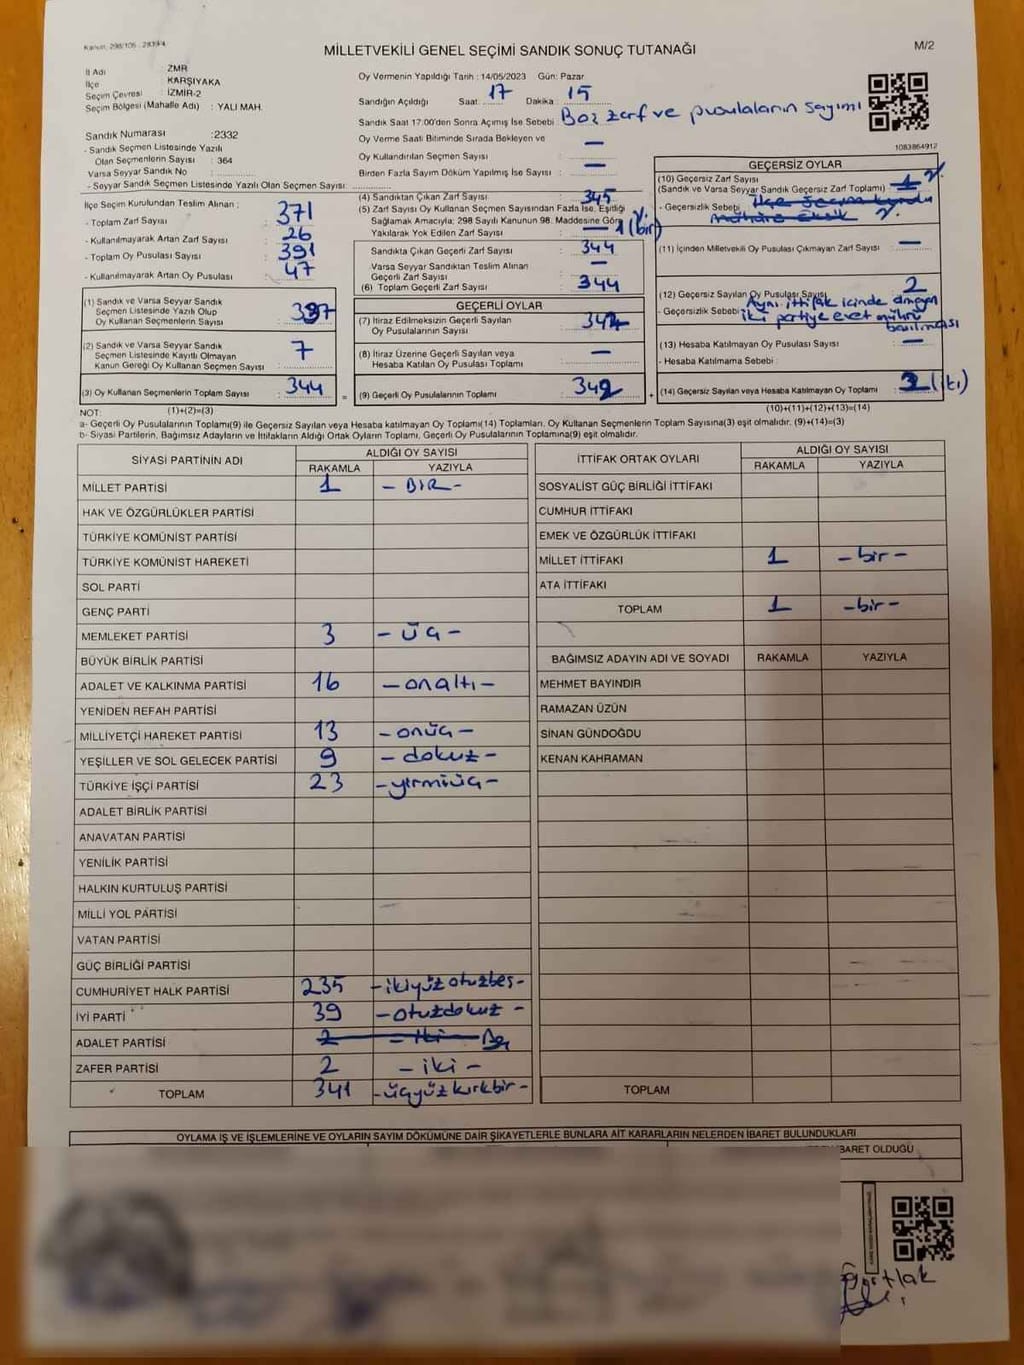 Kanun, 298/105 : 2839/4
MİLLETVEKİLİ GENEL SEÇİMİ SANDIK SONUÇ TUTANAĞI
M/2
İl Adı : İZMİR
İlçe : KARŞIYAKA
Seçim Çevresi : İZMİR-2
Seçim Bölgesi (Mahalle Adı) : YALI MAH.
Sandık Numarası : 2332
- Sandık Seçmen Listesinde Yazılı
Olan Seçmenlerin Sayısı : 364
Varsa Seyyar Sandık No :
- Seyyar Sandık Seçmen Listesinde Yazılı Olan Seçmen Sayısı:
Oy Vermenin Yapıldığı Tarih : 14/05/2023 Gün: Pazar
Sandığın Açıldığı Saat: 17 Dakika : 15
Sandık Saat 17:00'den Sonra Açımış İse Sebebi : Boş zarf ve pusulaların sayımı
Oy Verme Saati Bitiminde Sırada Bekleyen ve
Oy Kullandırılan Seçmen Sayısı : —
Birden Fazla Sayım Döküm Yapılmış İse Sayısı : —
1083864912
İlçe Seçim Kurulundan Teslim Alınan ;
- Toplam Zarf Sayısı : 371
- Kullanılmayarak Artan Zarf Sayısı : 26
- Toplam Oy Pusulası Sayısı : 391
- Kullanılmayarak Artan Oy Pusulası : 47
(1) Sandık ve Varsa Seyyar Sandık
Seçmen Listesinde Yazılı Olup
Oy Kullanan Seçmenlerin Sayısı :
(2) Sandık ve Varsa Seyyar Sandık
Seçmen Listesinde Kayıtlı Olmayan
Kanun Gereği Oy Kullanan Seçmen Sayısı : 7
(3) Oy Kullanan Seçmenlerin Toplam Sayısı : 344
(4) Sandıktan Çıkan Zarf Sayısı : 345
(5) Zarf Sayısı Oy Kullanan Seçmen Sayısından Fazla İse, Eşitliği
Sağlamak Amacıyla; 298 Sayılı Kanunun 98. Maddesine Göre
Yakılarak Yok Edilen Zarf Sayısı : 1 (bir)
Sandıkta Çıkan Geçerli Zarf Sayısı : 344
Varsa Seyyar Sandıktan Teslim Alınan
Geçerli Zarf Sayısı : —
(6) Toplam Geçerli Zarf Sayısı : 344
GEÇERLİ OYLAR
(7) İtiraz Edilmeksizin Geçerli Sayılan
Oy Pusulalarının Sayısı : 342
(8) İtiraz Üzerine Geçerli Sayılan veya
Hesaba Katılan Oy Pusulası Toplamı : —
= (9) Geçerli Oy Pusulalarının Toplamı : 342
GEÇERSİZ OYLAR
(10) Geçersiz Zarf Sayısı
(Sandık ve Varsa Seyyar Sandık Geçersiz Zarf Toplamı) :
- Geçersizlik Sebebi : İlçe Seçim Kurulu
(11) İçinden Milletvekili Oy Pusulası Çıkmayan Zarf Sayısı : —
(12) Geçersiz Sayılan Oy Pusulası Sayısı : 2
- Geçersizlik Sebebi : Aynı ittifak içinde olmayan
iki partiye evet mührü
basılması
(13) Hesaba Katılmayan Oy Pusulası Sayısı : —
- Hesaba Katılmama Sebebi :
+ (14) Geçersiz Sayılan veya Hesaba Katılmayan Oy Toplamı : 2 (iki)
NOT: (1)+(2)=(3)
(10)+(11)+(12)+(13)=(14)
a- Geçerli Oy Pusulalarının Toplamı(9) ile Geçersiz Sayılan veya Hesaba Katılmayan Oy Toplamı(14) Toplamları, Oy Kullanan Seçmenlerin Toplam Sayısına(3) eşit olmalıdır. (9)+(14)=(3)
b- Siyasi Partilerin, Bağımsız Adayların ve İttifakların Aldığı Ortak Oyların Toplamı, Geçerli Oy Pusulalarının Toplamına(9) eşit olmalıdır.
SİYASİ PARTİNİN ADI ALDIĞI OY SAYISI
RAKAMLA YAZIYLA
MİLLET PARTİSİ 1 - BİR -
HAK VE ÖZGÜRLÜKLER PARTİSİ
TÜRKİYE KOMÜNİST PARTİSİ
TÜRKİYE KOMÜNİST HAREKETİ
SOL PARTİ
GENÇ PARTİ
MEMLEKET PARTİSİ 3 - üç -
BÜYÜK BİRLİK PARTİSİ
ADALET VE KALKINMA PARTİSİ 16 - onaltı -
YENİDEN REFAH PARTİSİ
MİLLİYETÇİ HAREKET PARTİSİ 13 - onüç -
YEŞİLLER VE SOL GELECEK PARTİSİ 9 - dokuz -
TÜRKİYE İŞÇİ PARTİSİ 23 - yirmiüç -
ADALET BİRLİK PARTİSİ
ANAVATAN PARTİSİ
YENİLİK PARTİSİ
HALKIN KURTULUŞ PARTİSİ
MİLLİ YOL PARTİSİ
VATAN PARTİSİ
GÜÇ BİRLİĞİ PARTİSİ
CUMHURİYET HALK PARTİSİ 235 - ikiyüzotuzbeş -
İYİ PARTİ 39 - otuzdokuz -
ADALET PARTİSİ 2 - iki -
ZAFER PARTİSİ 2 - iki -
TOPLAM 341 - üçyüzkırkbir -
İTTİFAK ORTAK OYLARI ALDIĞI OY SAYISI
RAKAMLA YAZIYLA
SOSYALİST GÜÇ BİRLİĞİ İTTİFAKI
CUMHUR İTTİFAKI
EMEK VE ÖZGÜRLÜK İTTİFAKI
MİLLET İTTİFAKI 1 - bir -
ATA İTTİFAKI
TOPLAM 1 - bir -
BAĞIMSIZ ADAYIN ADI VE SOYADI RAKAMLA YAZIYLA
MEHMET BAYINDIR
RAMAZAN ÜZÜN
SİNAN GÜNDOĞDU
KENAN KAHRAMAN
TOPLAM
OYLAMA İŞ VE İŞLEMLERİNE VE OYLARIN SAYIM DÖKÜMÜNE DAİR ŞİKAYETLERLE BUNLARA AİT KARARLARIN NELERDEN İBARET BULUNDUKLARI
İBARET OLDUĞU